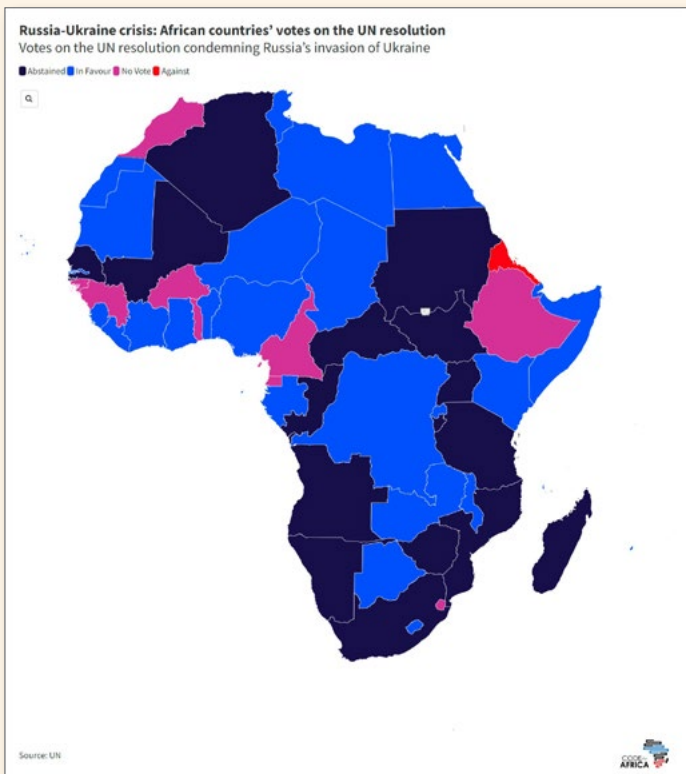 Russia-Ukraine crisis: African countries' votes on the UN resolution
Votes on the UN resolution condemning Russia's invasion of Ukraine
Abstained In Favour No Vote Against
Source: UN
CODE for
AFRICA